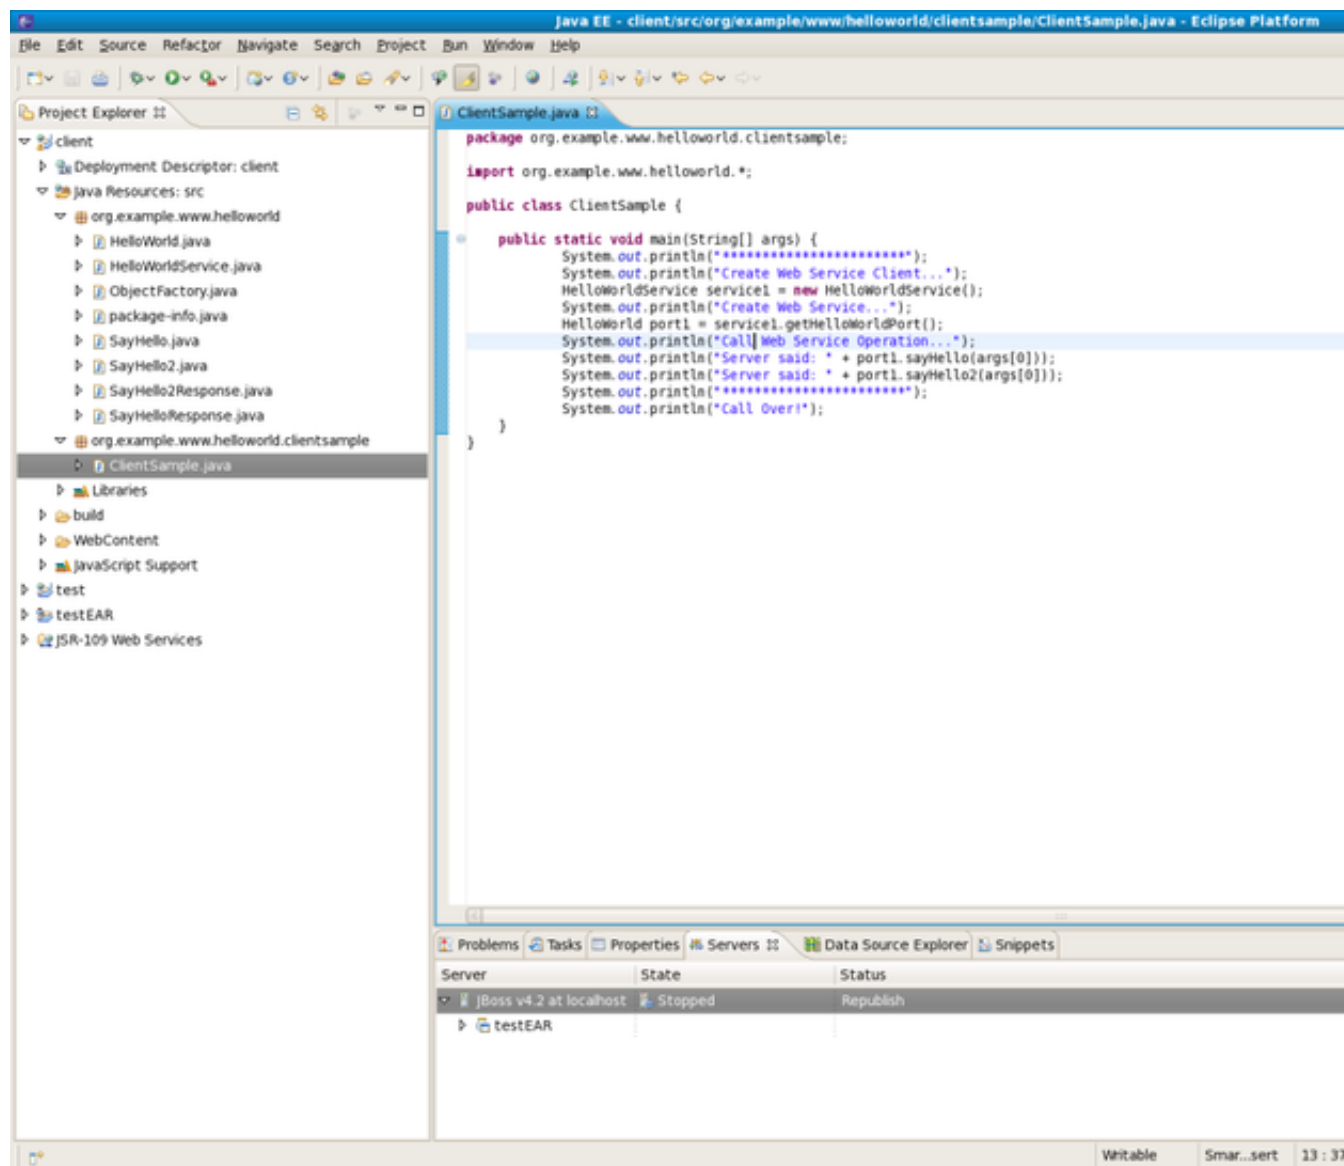 Java EE - client/src/org/example/www/helloworld/clientsample/ClientSample.java - Eclipse Platform
File Edit Source Refactor Navigate Search Project Run Window Help
Project Explorer
client
Deployment Descriptor: client
Java Resources: src
org.example.www.helloworld
HelloWorld.java
HelloWorldService.java
ObjectFactory.java
package-info.java
SayHello.java
SayHello2.java
SayHello2Response.java
SayHelloResponse.java
org.example.www.helloworld.clientsample
ClientSample.java
Libraries
build
WebContent
JavaScript Support
test
testEAR
JSR-109 Web Services
ClientSample.java
package org.example.www.helloworld.clientsample;
import org.example.www.helloworld.*;
public class ClientSample {
public static void main(String[] args) {
System.out.println("***********************");
System.out.println("Create Web Service Client...");
HelloWorldService service1 = new HelloWorldService();
System.out.println("Create Web Service...");
HelloWorld port1 = service1.getHelloWorldPort();
System.out.println("Call Web Service Operation...");
System.out.println("Server said: " + port1.sayHello(args[0]));
System.out.println("Server said: " + port1.sayHello2(args[0]));
System.out.println("***********************");
System.out.println("Call Over!");
}
}
Problems Tasks Properties Servers Data Source Explorer Snippets
Server State Status
JBoss v4.2 at localhost Stopped Republish
testEAR
Writable Smar...sert 13 : 37